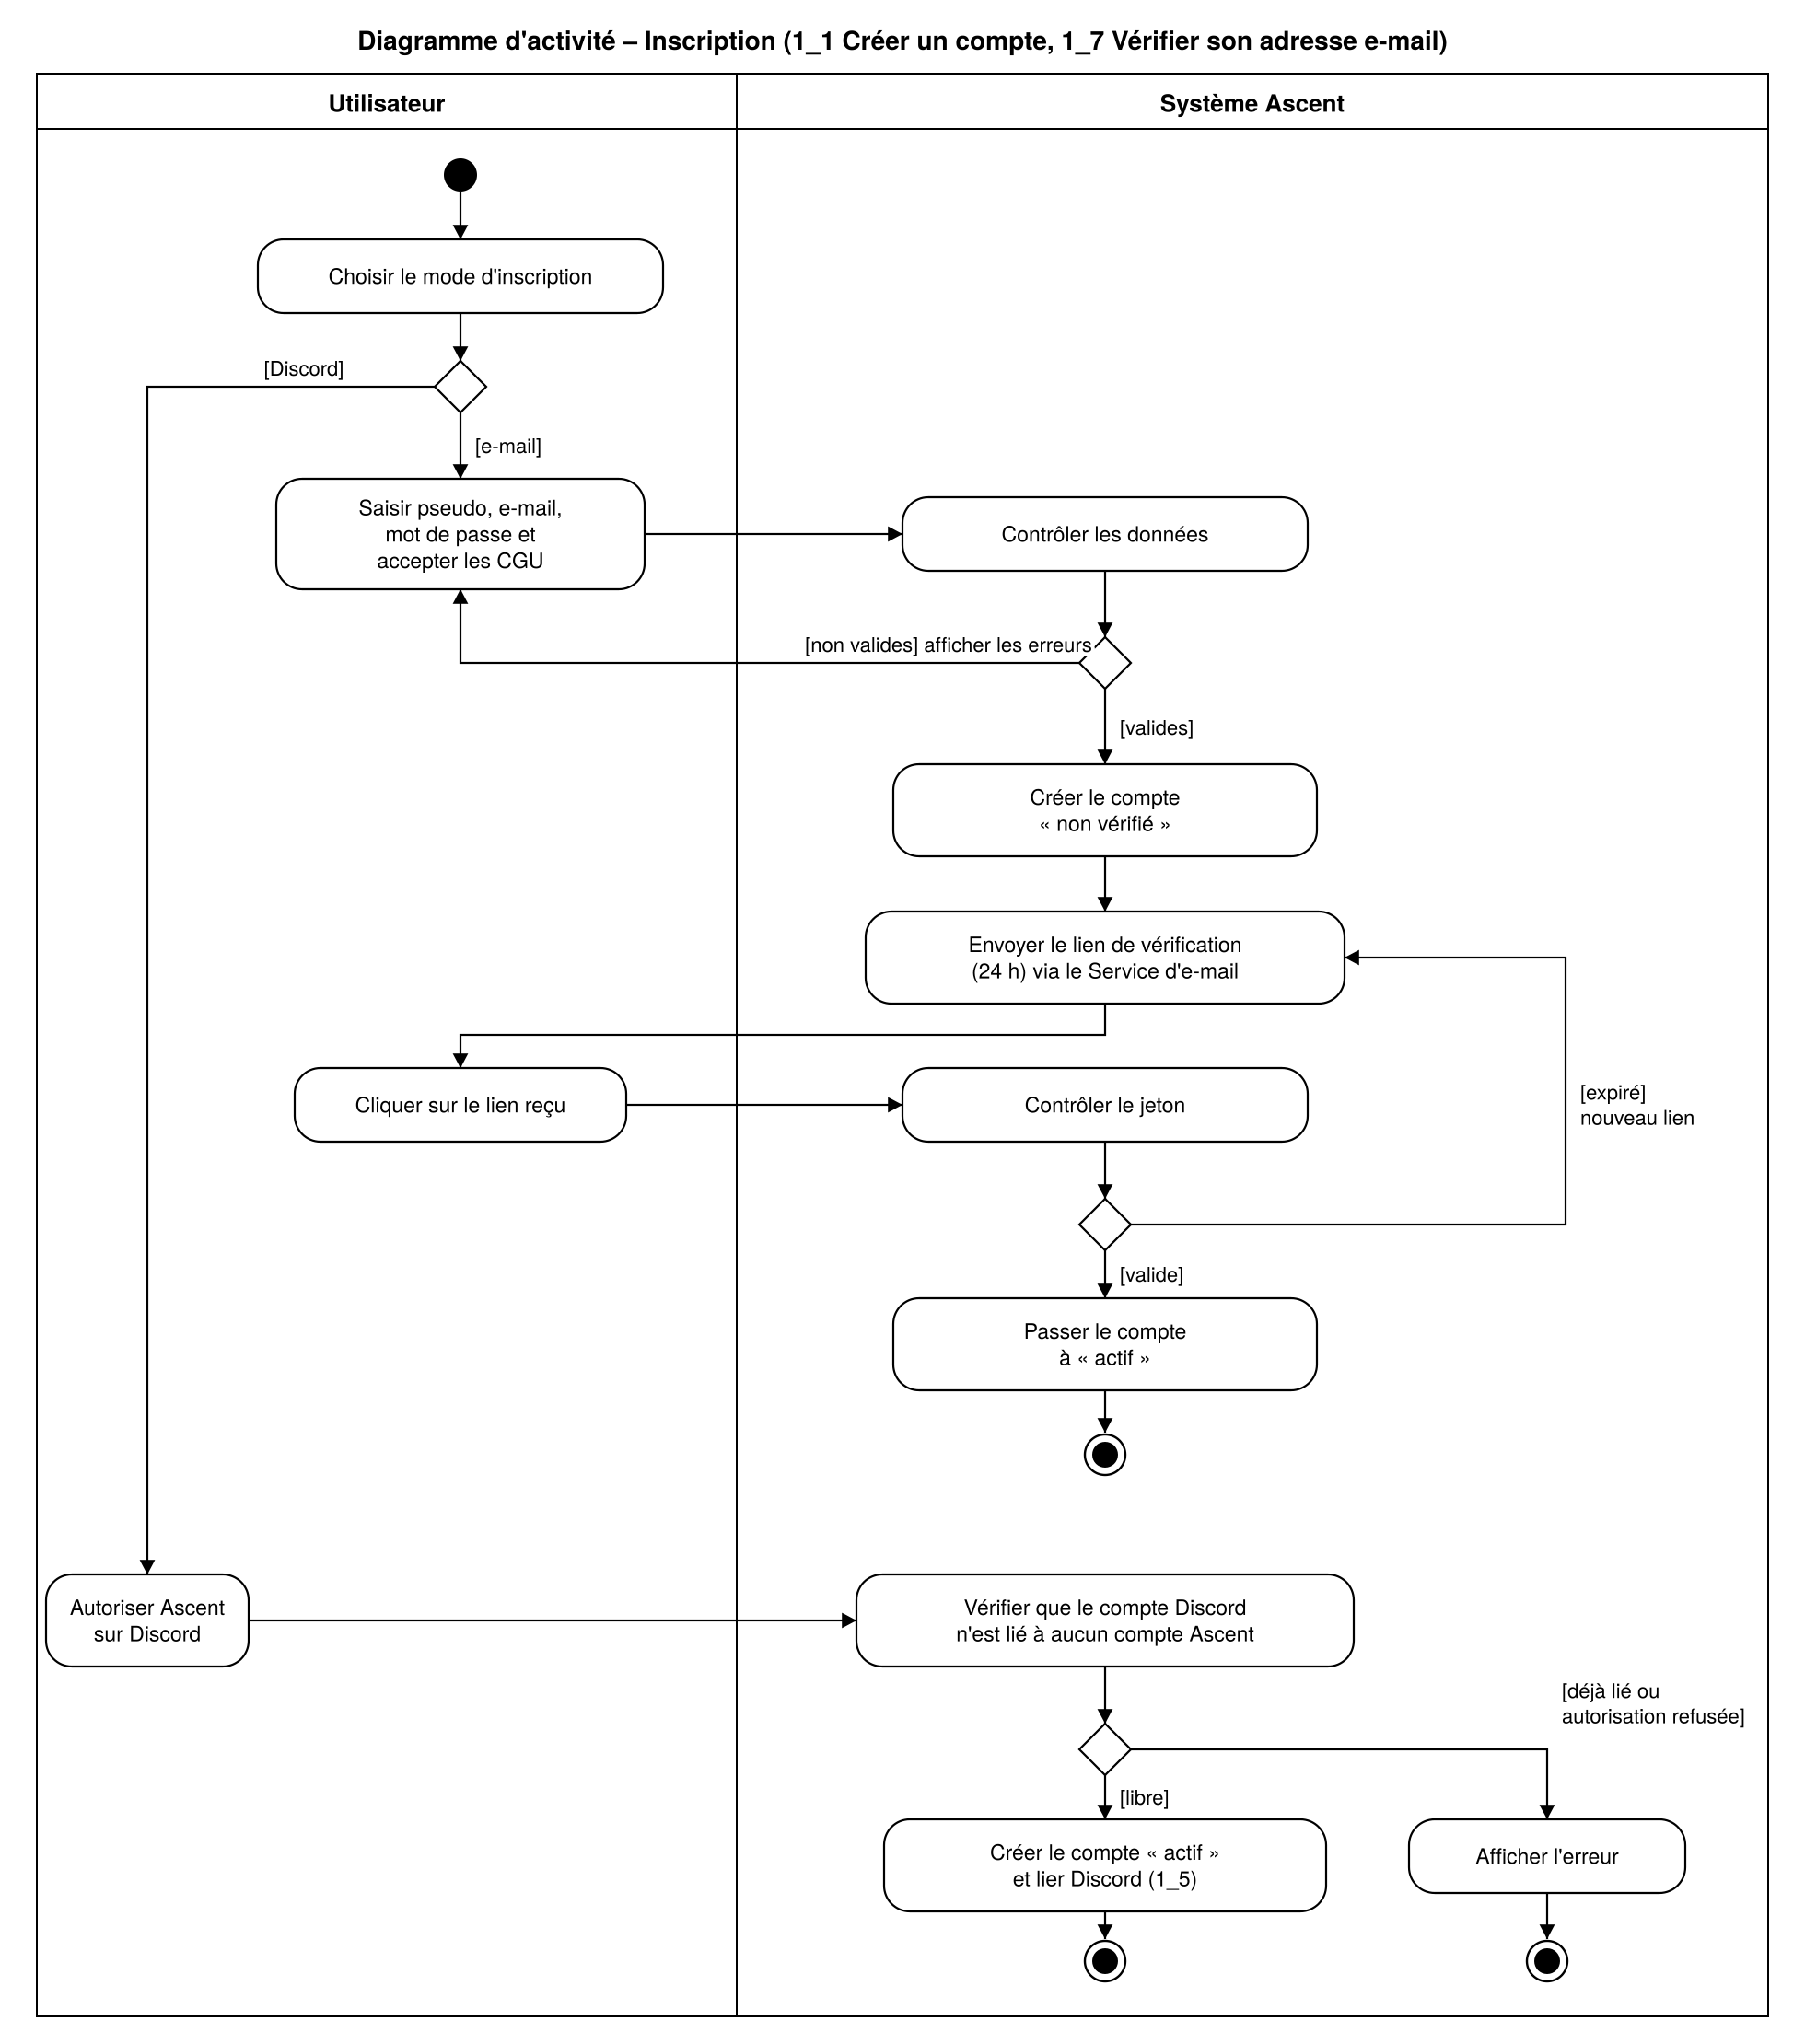 Diagramme d'activité – Inscription (1_1 Créer un compte, 1_7 Vérifier son adresse e-mail)
Utilisateur
Système Ascent
Choisir le mode d'inscription
[Discord]
[e-mail]
Saisir pseudo, e-mail,
mot de passe et
accepter les CGU
Contrôler les données
[non valides] afficher les erreurs
[valides]
Créer le compte
« non vérifié »
Envoyer le lien de vérification
(24 h) via le Service d'e-mail
Cliquer sur le lien reçu
Contrôler le jeton
[expiré]
nouveau lien
[valide]
Passer le compte
à « actif »
Autoriser Ascent
sur Discord
Vérifier que le compte Discord
n'est lié à aucun compte Ascent
[déjà lié ou
autorisation refusée]
[libre]
Créer le compte « actif »
et lier Discord (1_5)
Afficher l'erreur